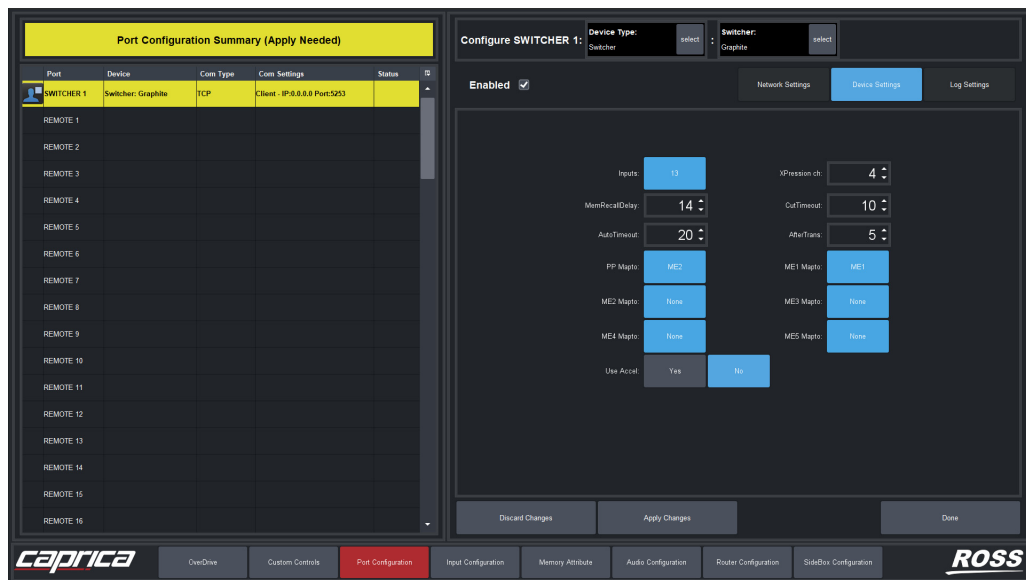 Port Configuration Summary (Apply Needed)
Port Device Com Type Com Settings Status
SWITCHER 1 Switcher: Graphite TCP Client - IP:0.0.0.0 Port:5253
REMOTE 1
REMOTE 2
REMOTE 3
REMOTE 4
REMOTE 5
REMOTE 6
REMOTE 7
REMOTE 8
REMOTE 9
REMOTE 10
REMOTE 11
REMOTE 12
REMOTE 13
REMOTE 14
REMOTE 15
REMOTE 16
Configure SWITCHER 1: Device Type: Switcher select : Switcher: Graphite select
Enabled Network Settings Device Settings Log Settings
Inputs: 13 XPression ch: 4
MemRecallDelay: 14 CutTimeout: 10
AutoTimeout: 20 AfterTrans: 5
PP Mapto: ME2 ME1 Mapto: ME1
ME2 Mapto: None ME3 Mapto: None
ME4 Mapto: None ME5 Mapto: None
Use Accel: Yes No
Discard Changes Apply Changes Done
caprica OverDrive Custom Controls Port Configuration Input Configuration Memory Attribute Audio Configuration Router Configuration SideBox Configuration ROSS